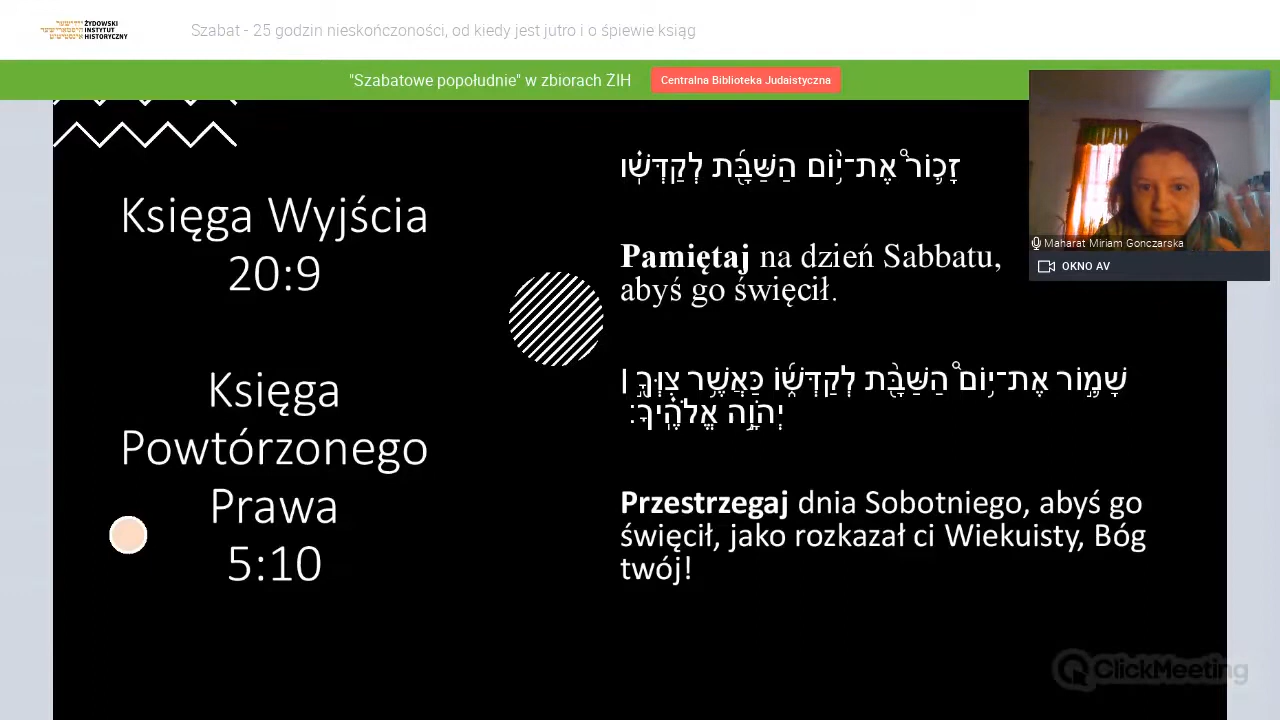 ŻYDOWSKI
INSTYTUT
HISTORYCZNY
Szabat - 25 godzin nieskończoności, od kiedy jest jutro i o śpiewie ksiąg
"Szabatowe popołudnie" w zbiorach ŻIH
Centralna Biblioteka Judaistyczna
Maharat Miriam Gonczarska
OKNO AV
Księga Wyjścia
20:9
זָכ֛וֹר֩ אֶת־י֥֨וֹם הַשַּׁבָּ֖֜ת לְקַדְּשֽׁ֗וֹ
Pamiętaj na dzień Sabbatu,
abyś go święcił.
Księga
Powtórzonego
Prawa
5:10
שָׁמ֛֣וֹר אֶת־י֥וֹם֩ הַשַּׁבָּ֖֨ת לְקַדְּשׁ֑֜וֹ כַּאֲשֶׁ֥ר צִוְּךָ֖֣ ׀
יְהֹוָ֥֣ה אֱלֹהֶֽ֗יךָ׃
Przestrzegaj dnia Sobotniego, abyś go
święcił, jako rozkazał ci Wiekuisty, Bóg
twój!
ClickMeeting